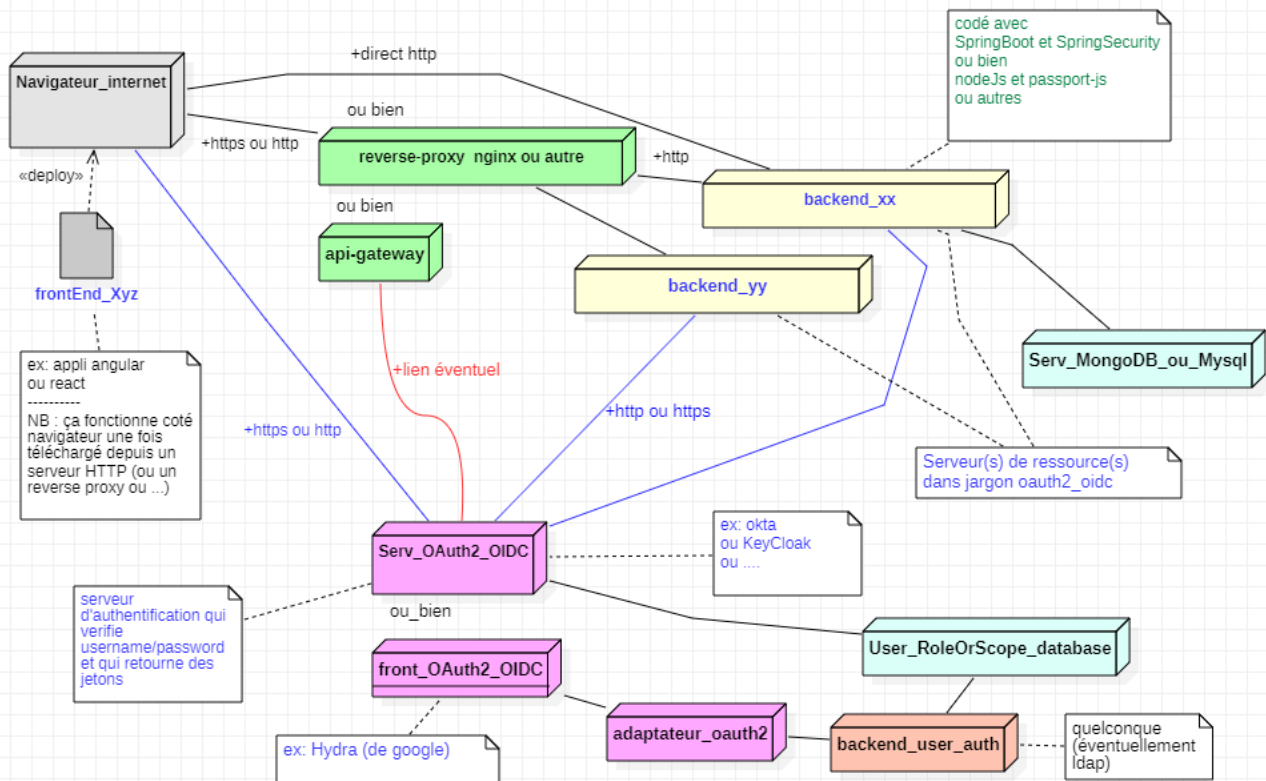 codé avec
SpringBoot et SpringSecurity
ou bien
nodeJs et passport-js
ou autres
+direct http
Navigateur_internet
ou bien
+https ou http
reverse-proxy nginx ou autre
+http
«deploy»
backend_xx
ou bien
api-gateway
frontEnd_Xyz
backend_yy
Serv_MongoDB_ou_Mysql
ex: appli angular
ou react
----------
NB : ça fonctionne coté
navigateur une fois
téléchargé depuis un
serveur HTTP (ou un
reverse proxy ou ...)
+lien éventuel
+https ou http
+http ou https
Serveur(s) de ressource(s)
dans jargon oauth2_oidc
Serv_OAuth2_OIDC
ex: okta
ou KeyCloak
ou ....
serveur
d'authentification qui
verifie
username/password
et qui retourne des
jetons
ou_bien
front_OAuth2_OIDC
User_RoleOrScope_database
adaptateur_oauth2
backend_user_auth
quelconque
(éventuellement
ldap)
ex: Hydra (de google)